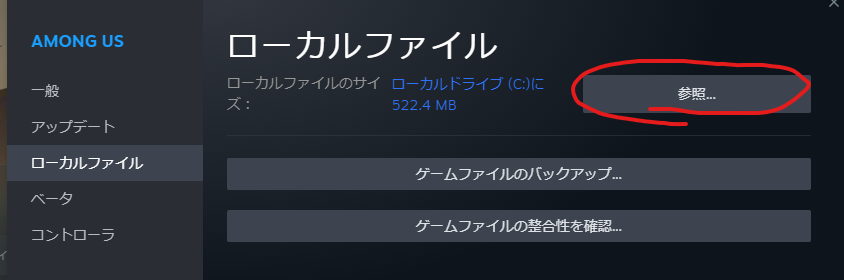 AMONG US
一般
アップデート
ローカルファイル
ベータ
コントローラ
ローカルファイル
ローカルファイルのサイ
ズ：
ローカルドライブ (C:)に
522.4 MB
参照...
ゲームファイルのバックアップ...
ゲームファイルの整合性を確認...